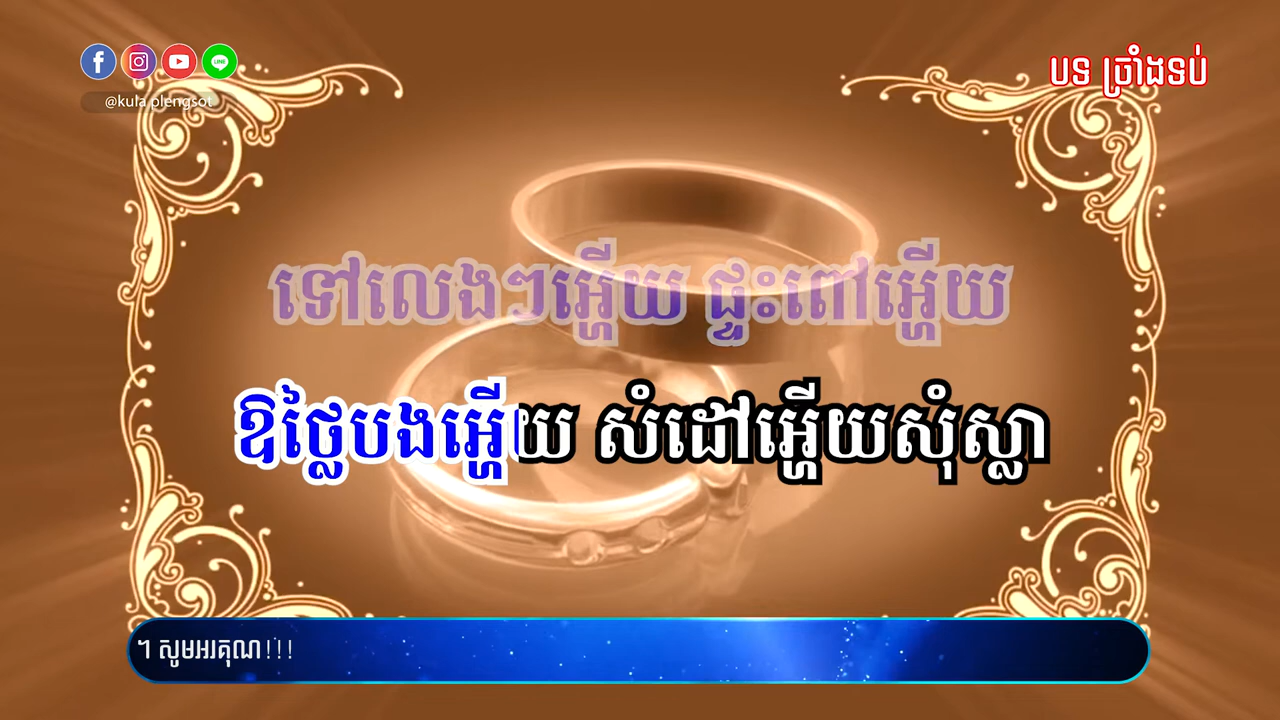 @kula plengsot
បទ ច្រាំងទប់
ទៅលេងៗអ្ហើយ ផ្ទះពៅអ្ហើយ
ឱថ្លៃបងអ្ហើយ សំដៅអ្ហើយសុំស្លា
ៗ សូមអរគុណ!!!